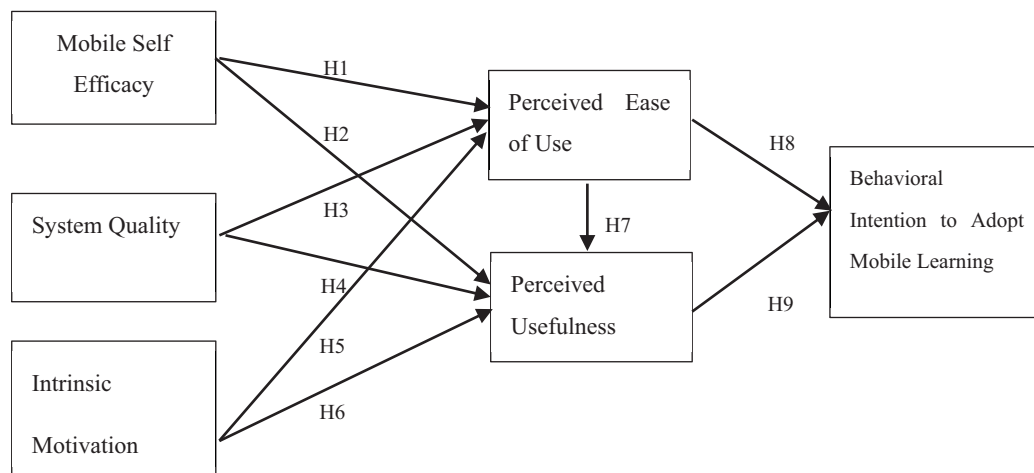 Mobile Self
Efficacy
System Quality
Intrinsic
Motivation
H1
H2
H3
H4
H5
H6
Perceived Ease
of Use
H7
Perceived
Usefulness
H8
H9
Behavioral
Intention to Adopt
Mobile Learning